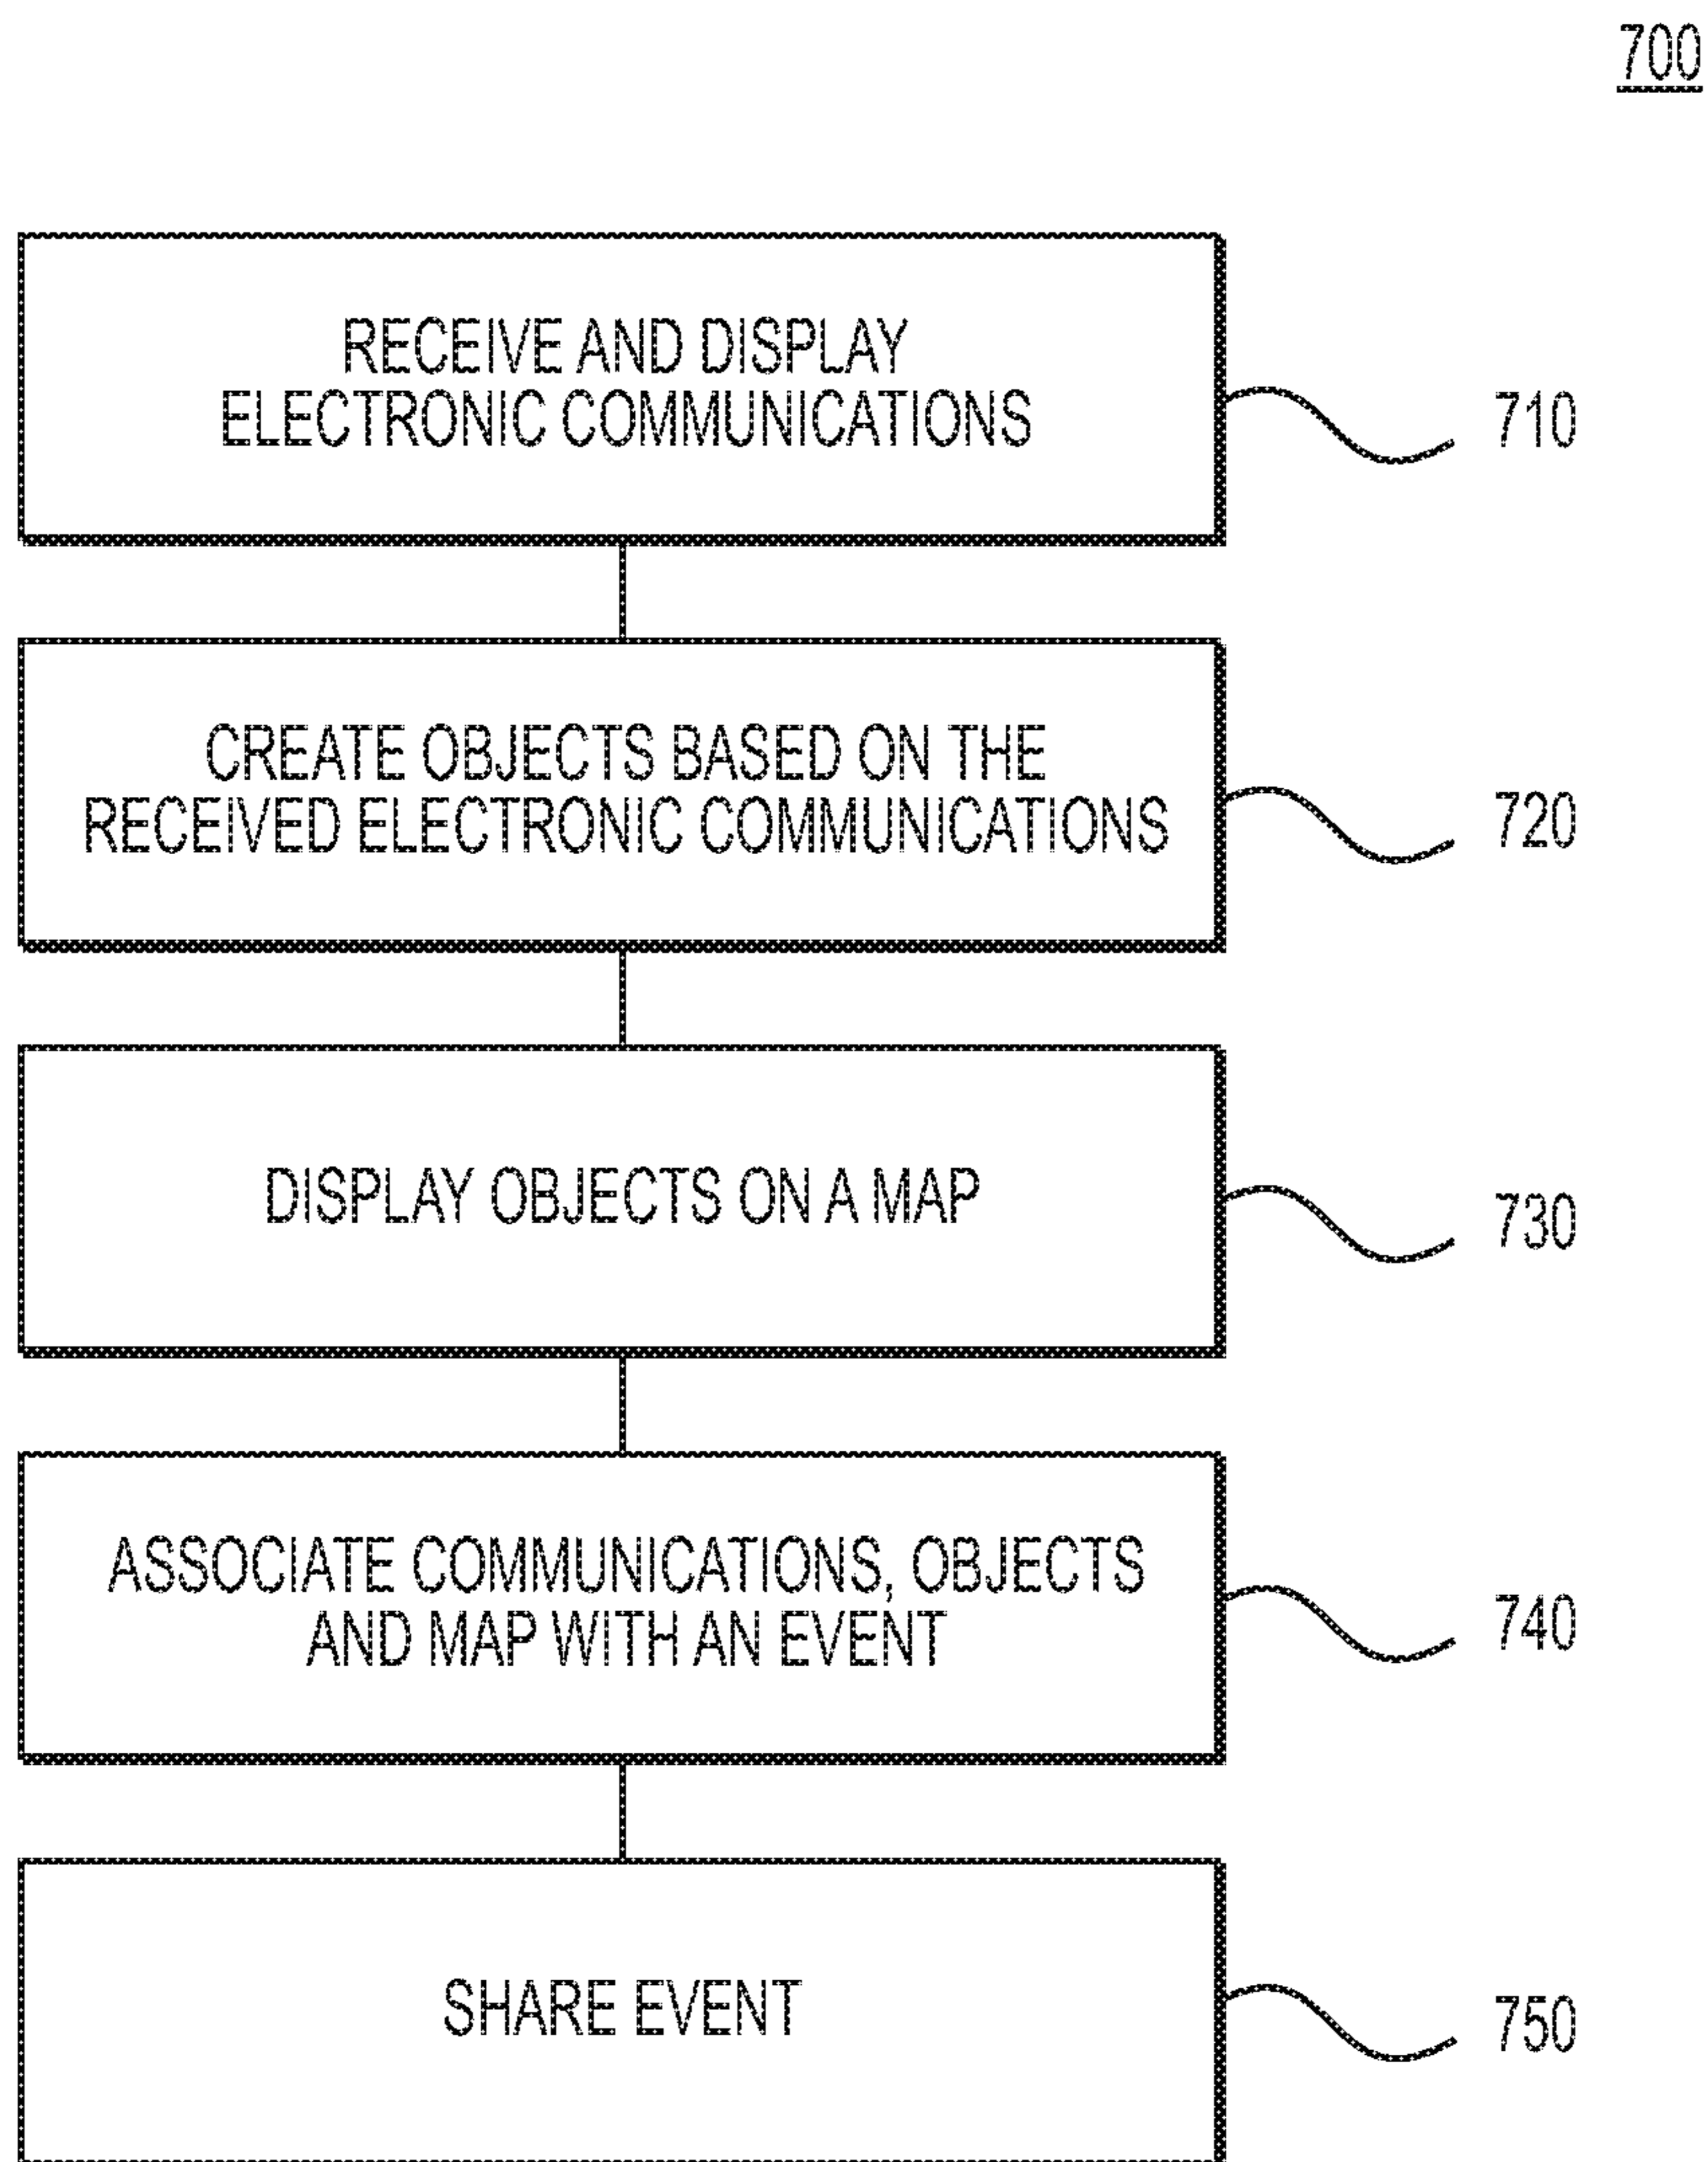 700
RECEIVE AND DISPLAY
ELECTRONIC COMMUNICATIONS
710
CREATE OBJECTS BASED ON THE
RECEIVED ELECTRONIC COMMUNICATIONS
720
DISPLAY OBJECTS ON A MAP
730
ASSOCIATE COMMUNICATIONS, OBJECTS
AND MAP WITH AN EVENT
740
SHARE EVENT
750